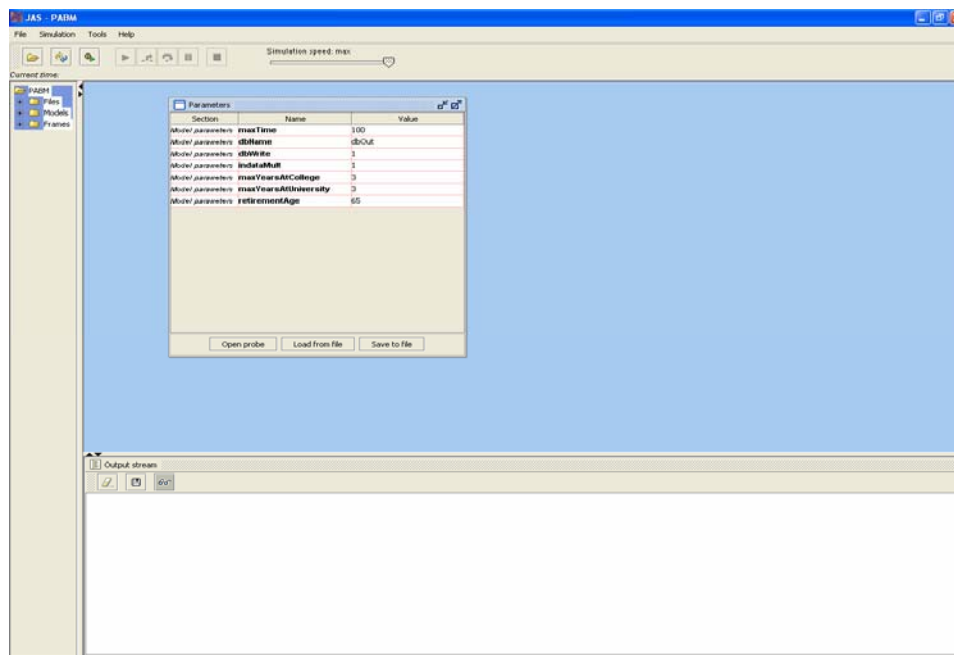 JAS - PABM
File Simulation Tools Help
Simulation speed: max
Current time:
PABM
Files
Models
Frames
Parameters
Section Name Value
Model parameters maxTime 100
Model parameters dbName dbOut
Model parameters dbWrite 1
Model parameters indataMult 1
Model parameters maxYearsAtCollege 3
Model parameters maxYearsAtUniversity 3
Model parameters retirementAge 65
Open probe Load from file Save to file
Output stream